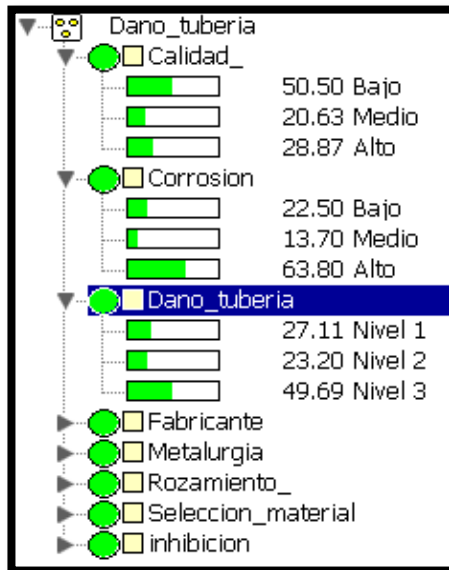 Dano_tuberia
Calidad_
50.50 Bajo
20.63 Medio
28.87 Alto
Corrosion
22.50 Bajo
13.70 Medio
63.80 Alto
Dano_tuberia
27.11 Nivel 1
23.20 Nivel 2
49.69 Nivel 3
Fabricante
Metalurgia
Rozamiento_
Seleccion_material
inhibicion